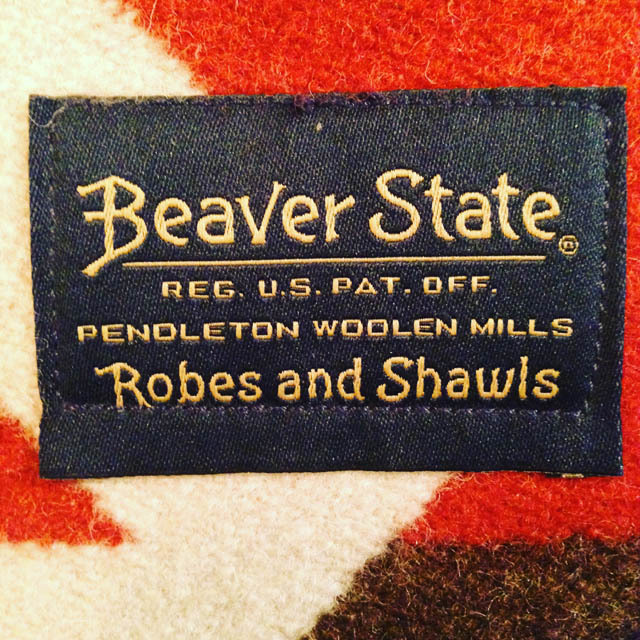 Beaver State®
REG. U.S. PAT. OFF.
PENDLETON WOOLEN MILLS
Robes and Shawls